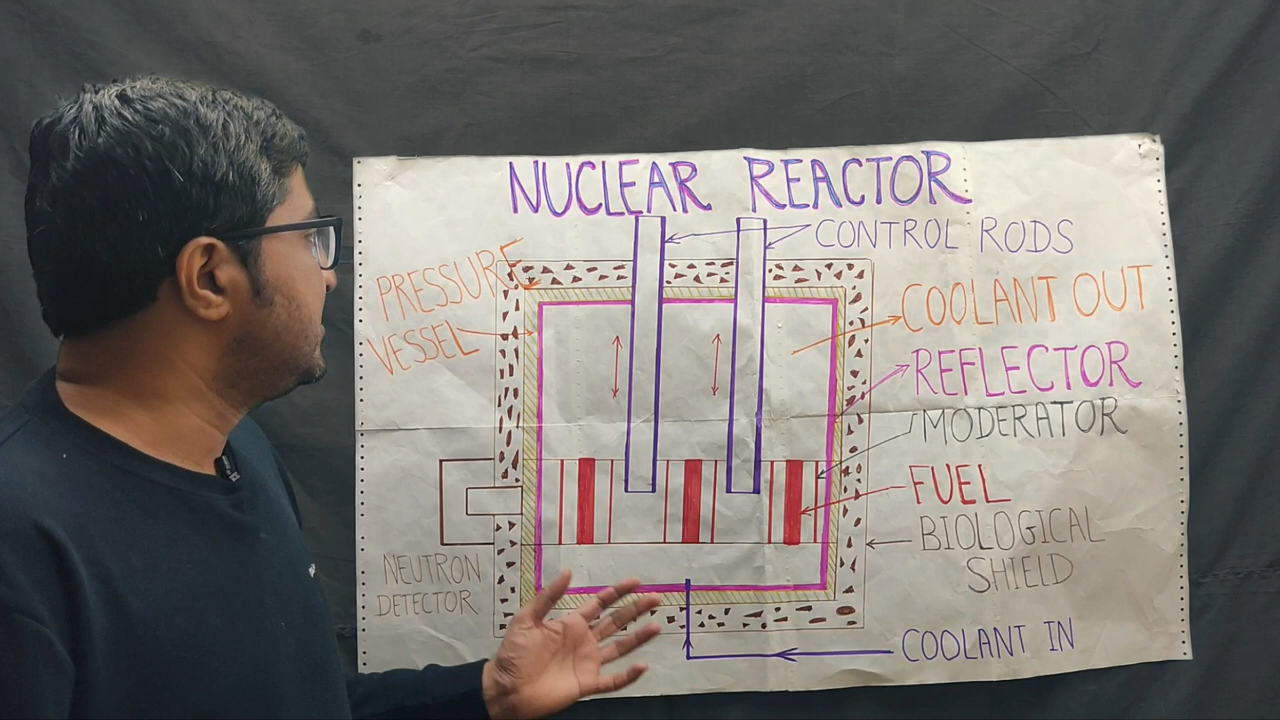 NUCLEAR REACTOR
CONTROL RODS
PRESSURE
VESSEL
COOLANT OUT
REFLECTOR
MODERATOR
FUEL
BIOLOGICAL
SHIELD
NEUTRON
DETECTOR
COOLANT IN